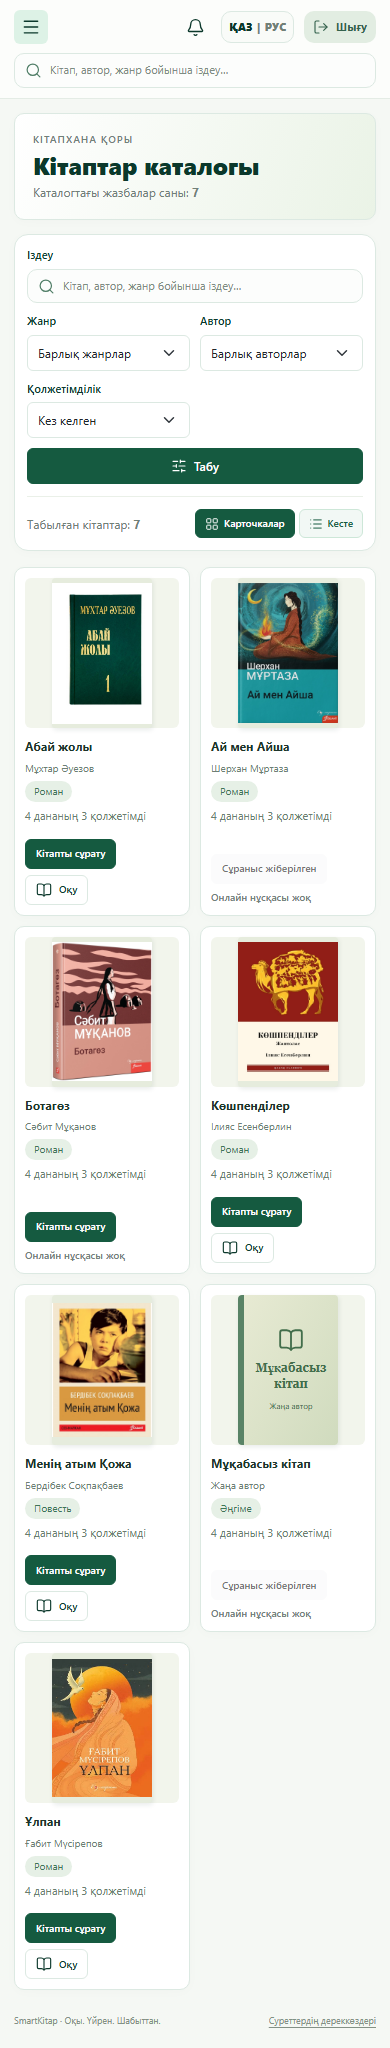 ҚАЗ | РУС
Шығу
Кітап, автор, жанр бойынша іздеу...
КІТАПХАНА ҚОРЫ
Кітаптар каталогы
Каталогтағы жазбалар саны: 7
Іздеу
Кітап, автор, жанр бойынша іздеу...
Жанр
Автор
Барлық жанрлар
Барлық авторлар
Қолжетімділік
Кез келген
Табу
Табылған кітаптар: 7
Карточкалар
Кесте
МҰХТАР ӘУЕЗОВ
АБАЙ
ЖОЛЫ
1
Абай жолы
Мұхтар Әуезов
Роман
4 дананың 3 қолжетімді
Кітапты сұрату
Оқу
Шерхан
МҰРТАЗА
Ай мен Айша
Ай мен Айша
Шерхан Мұртаза
Роман
4 дананың 3 қолжетімді
Сұраныс жіберілген
Онлайн нұсқасы жоқ
Ботагөз
Сәбит
МҰҚАНОВ
Ботагөз
Ботагөз
Сәбит Мұқанов
Роман
4 дананың 3 қолжетімді
Кітапты сұрату
Онлайн нұсқасы жоқ
КӨШПЕНДІЛЕР
Ілияс Есенберлин
Көшпенділер
Ілияс Есенберлин
Роман
4 дананың 3 қолжетімді
Кітапты сұрату
Оқу
БЕРДІБЕК СОҚПАҚБАЕВ
Менің атым Қожа
Менің атым Қожа
Бердібек Соқпақбаев
Повесть
4 дананың 3 қолжетімді
Кітапты сұрату
Оқу
Мұқабасыз
кітап
Жаңа автор
Мұқабасыз кітап
Жаңа автор
Әңгіме
4 дананың 3 қолжетімді
Сұраныс жіберілген
Онлайн нұсқасы жоқ
ҒАБИТ
МҮСІРЕПОВ
ҰЛПАН
Ұлпан
Ғабит Мүсірепов
Роман
4 дананың 3 қолжетімді
Кітапты сұрату
Оқу
SmartKitap · Оқы. Үйрен. Шабыттан.
Суреттердің дереккөздері